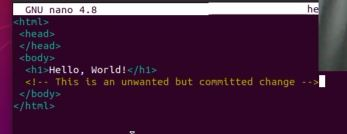 GNU nano 4.8 he
<html>
<head>
</head>
<body>
<h1>Hello, World!</h1>
<!-- This is an unwanted but committed change -->
</body>
</html>